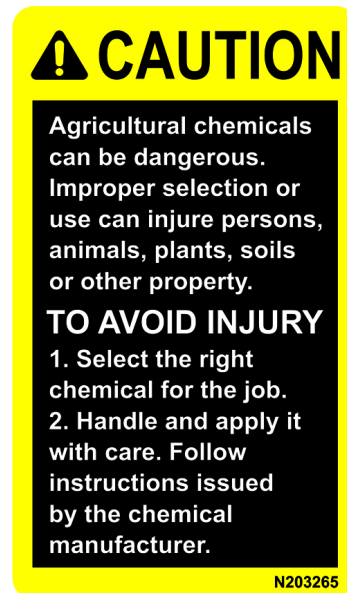 CAUTION
Agricultural chemicals
can be dangerous.
Improper selection or
use can injure persons,
animals, plants, soils
or other property.
TO AVOID INJURY
1. Select the right
chemical for the job.
2. Handle and apply it
with care. Follow
instructions issued
by the chemical
manufacturer.
N203265